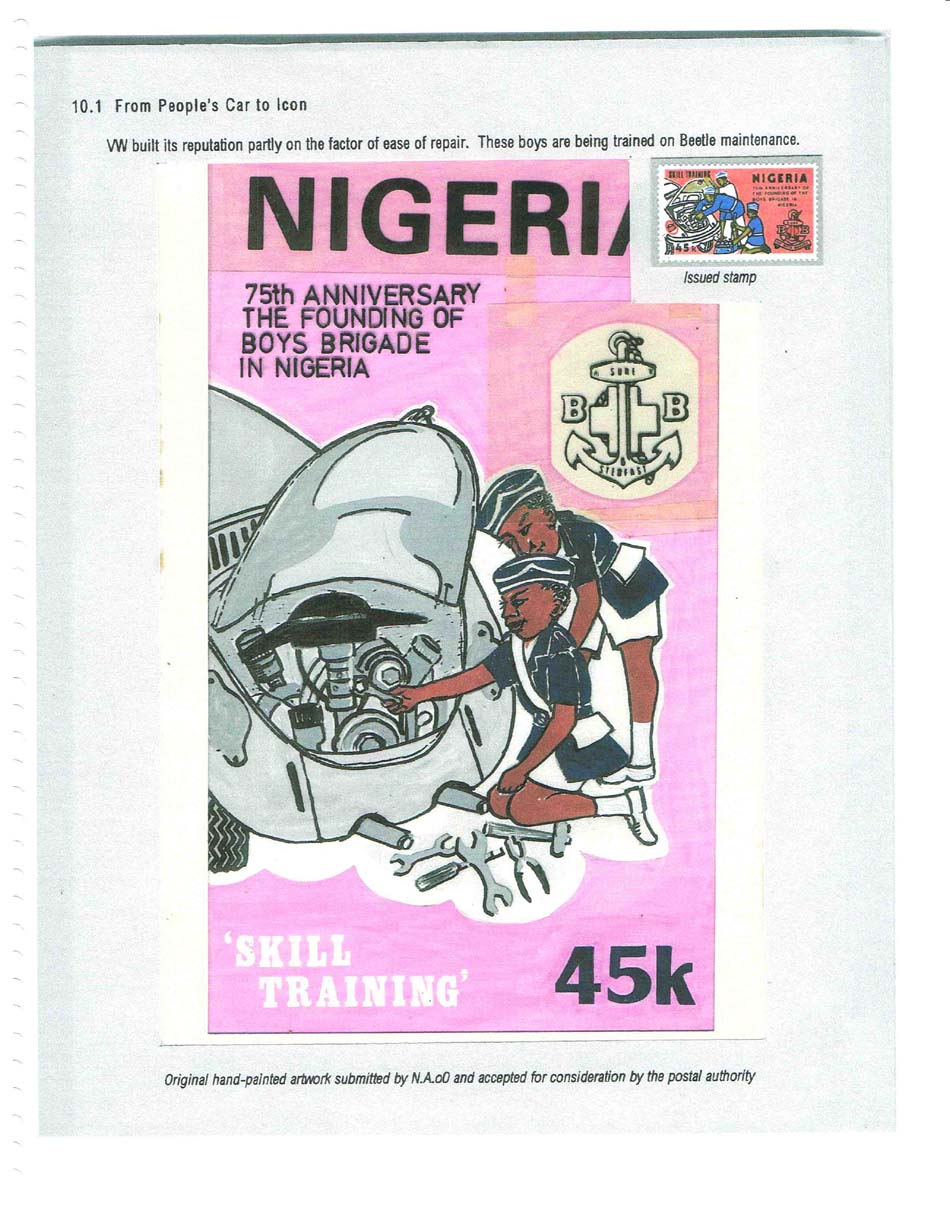 10.1 From People's Car to Icon
VW built its reputation partly on the factor of ease of repair. These boys are being trained on Beetle maintenance.
NIGERIA
75th ANNIVERSARY
THE FOUNDING OF
BOYS BRIGADE
IN NIGERIA
SURE
B B
&
STEDFAST
'SKILL
TRAINING'
45k
SKILL TRAINING
NIGERIA
75TH ANNIVERSARY OF
THE FOUNDING OF THE
BOYS BRIGADE IN
NIGERIA
B B
45k
Issued stamp
Original hand-painted artwork submitted by N.A.oD and accepted for consideration by the postal authority